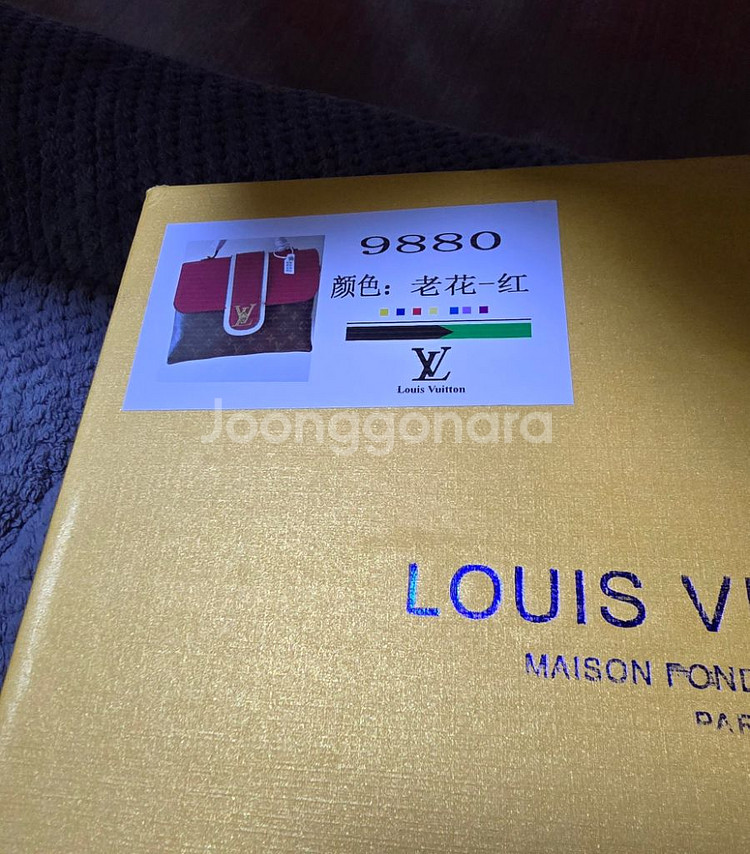 9880
颜色：老花-红
LV
Louis Vuitton
Joonggonara
LOUIS V
MAISON FOND
PAR